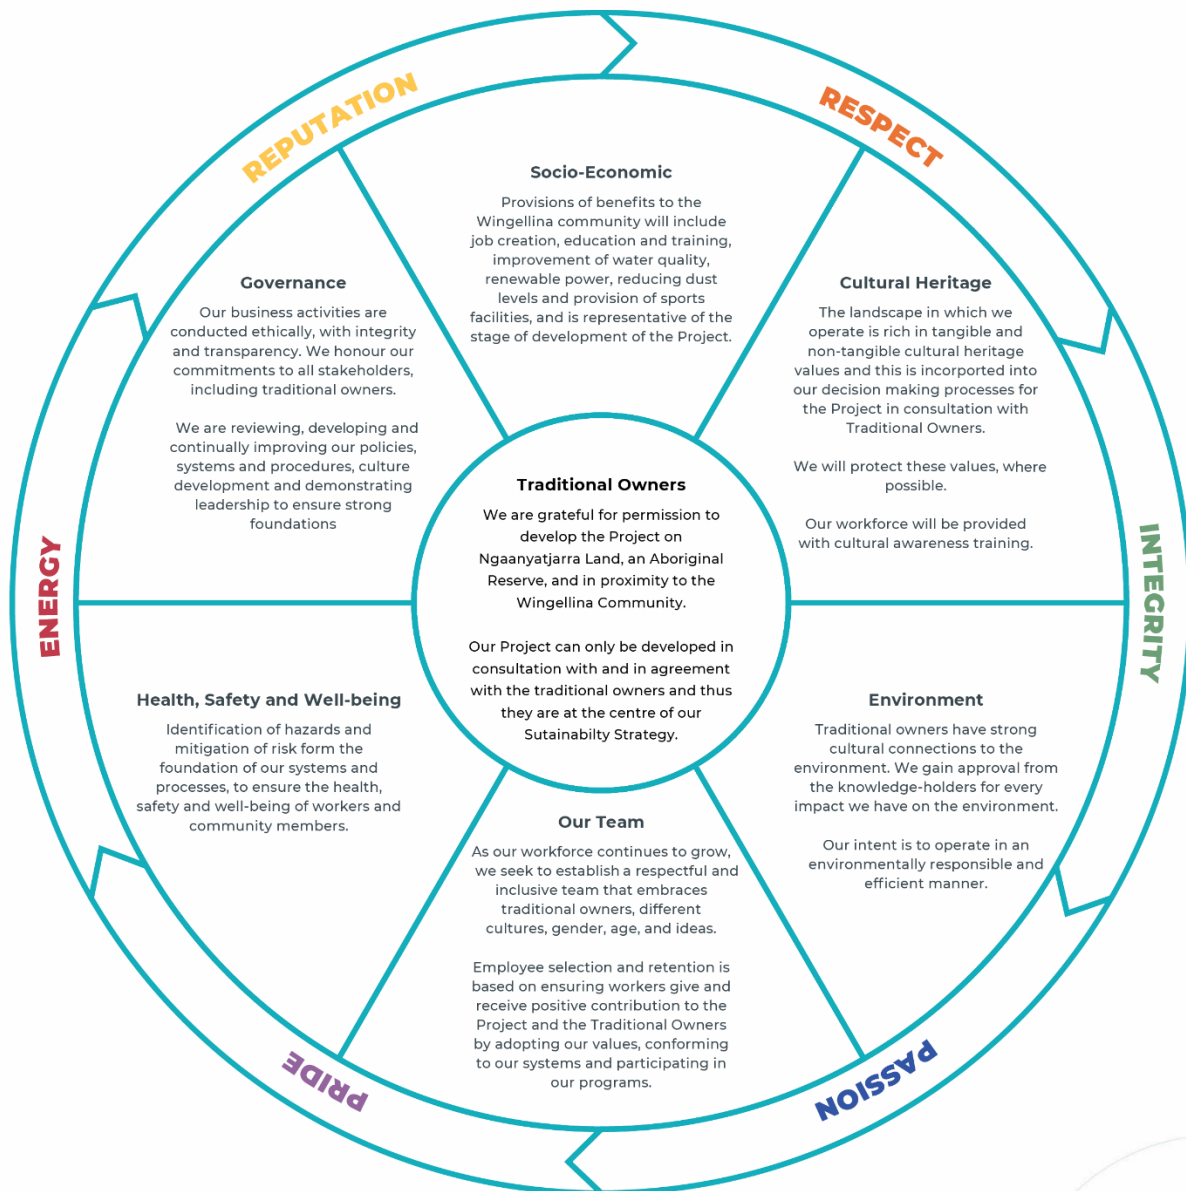 REPUTATION
RESPECT
INTEGRITY
PASSION
PRIDE
ENERGY
Socio-Economic
Provisions of benefits to the
Wingellina community will include
job creation, education and training,
improvement of water quality,
renewable power, reducing dust
levels and provision of sports
facilities, and is representative of the
stage of development of the Project.
Cultural Heritage
The landscape in which we
operate is rich in tangible and
non-tangible cultural heritage
values and this is incorported into
our decision making processes for
the Project in consultation with
Traditional Owners.
We will protect these values, where
possible.
Our workforce will be provided
with cultural awareness training.
Environment
Traditional owners have strong
cultural connections to the
environment. We gain approval from
the knowledge-holders for every
impact we have on the environment.
Our intent is to operate in an
environmentally responsible and
efficient manner.
Our Team
As our workforce continues to grow,
we seek to establish a respectful and
inclusive team that embraces
traditional owners, different
cultures, gender, age, and ideas.
Employee selection and retention is
based on ensuring workers give and
receive positive contribution to the
Project and the Traditional Owners
by adopting our values, conforming
to our systems and participating in
our programs.
Health, Safety and Well-being
Identification of hazards and
mitigation of risk form the
foundation of our systems and
processes, to ensure the health,
safety and well-being of workers and
community members.
Governance
Our business activities are
conducted ethically, with integrity
and transparency. We honour our
commitments to all stakeholders,
including traditional owners.
We are reviewing, developing and
continually improving our policies,
systems and procedures, culture
development and demonstrating
leadership to ensure strong
foundations
Traditional Owners
We are grateful for permission to
develop the Project on
Ngaanyatjarra Land, an Aboriginal
Reserve, and in proximity to the
Wingellina Community.
Our Project can only be developed in
consultation with and in agreement
with the traditional owners and thus
they are at the centre of our
Sutainabilty Strategy.